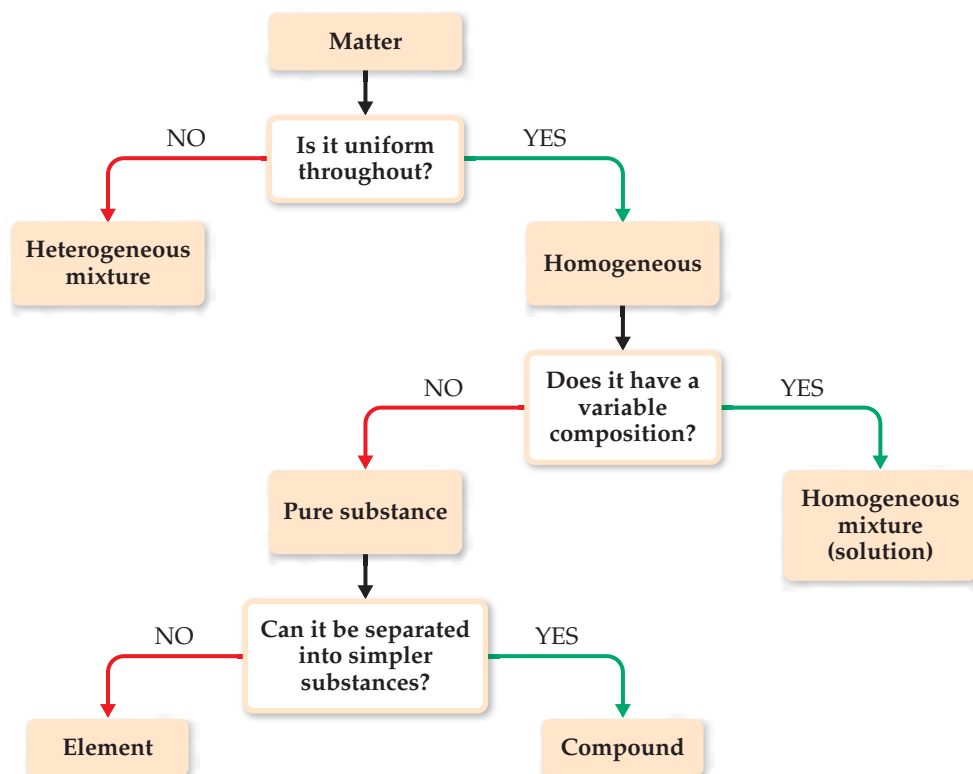 Matter
NO
Is it uniform
throughout?
YES
Heterogeneous
mixture
Homogeneous
NO
Does it have a
variable
composition?
YES
Pure substance
Homogeneous
mixture
(solution)
NO
Can it be separated
into simpler
substances?
YES
Element
Compound